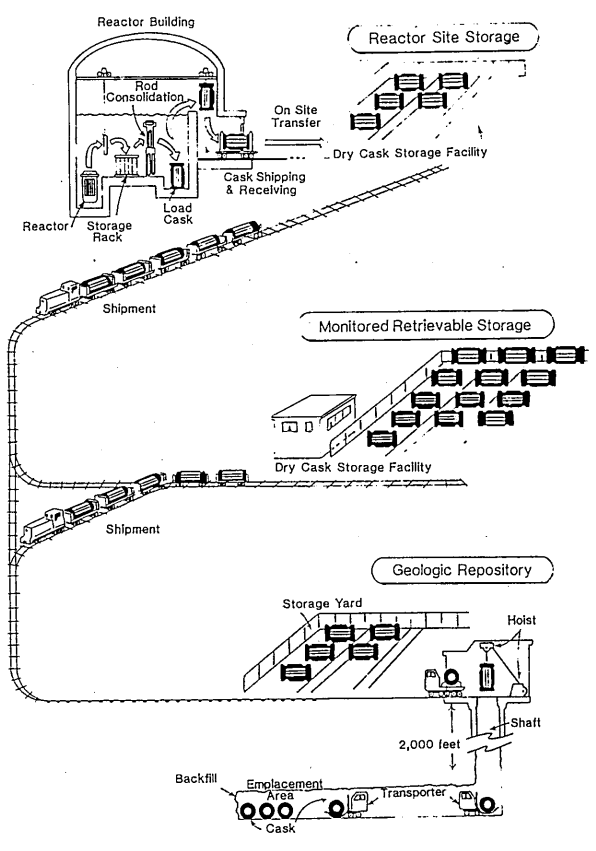 Reactor Building
Reactor Site Storage
Rod
Consolidation
On Site
Transfer
Dry Cask Storage Facility
Cask Shipping
& Receiving
Load
Cask
Reactor
Storage
Rack
Shipment
Monitored Retrievable Storage
Dry Cask Storage Facility
Shipment
Geologic Repository
Storage Yard
Hoist
Shaft
2,000 feet
Backfill
Emplacement
Area
Transporter
Cask